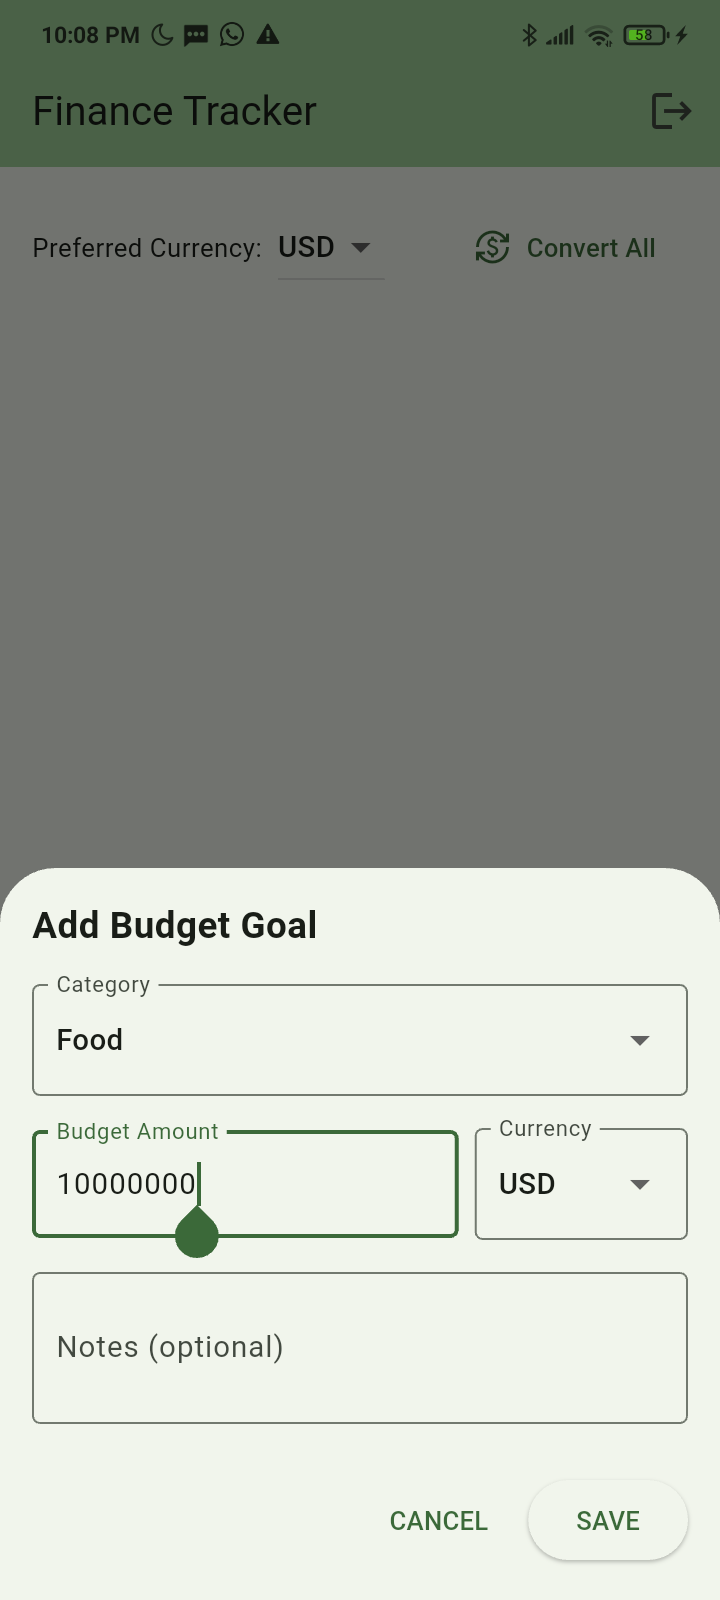 10:08 PM 58
Finance Tracker
Preferred Currency: USD Convert All
Add Budget Goal
Category
Food
Budget Amount Currency
10000000 USD
Notes (optional)
CANCEL SAVE